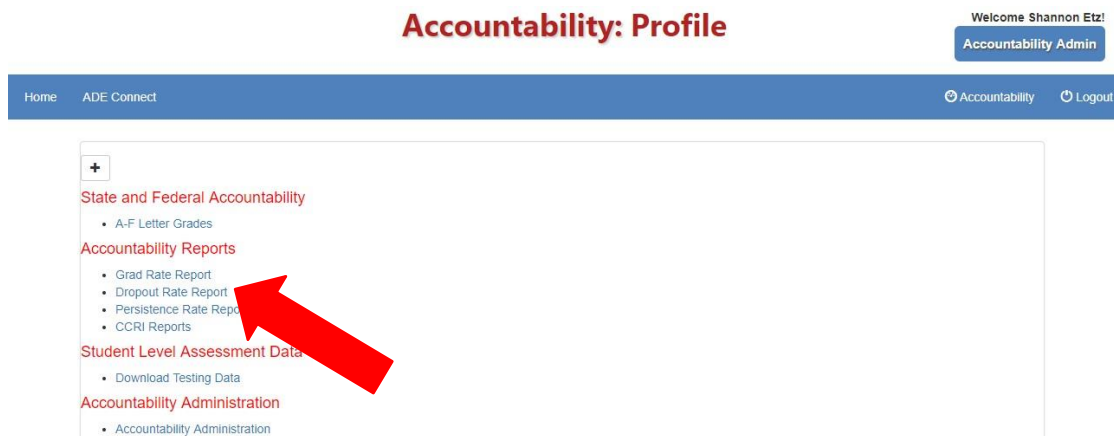 Accountability: Profile
Welcome Shannon Etz!
Accountability Admin
Home ADE Connect Accountability Logout
+
State and Federal Accountability
• A-F Letter Grades
Accountability Reports
• Grad Rate Report
• Dropout Rate Report
• Persistence Rate Repo
• CCRI Reports
Student Level Assessment Data
• Download Testing Data
Accountability Administration
• Accountability Administration